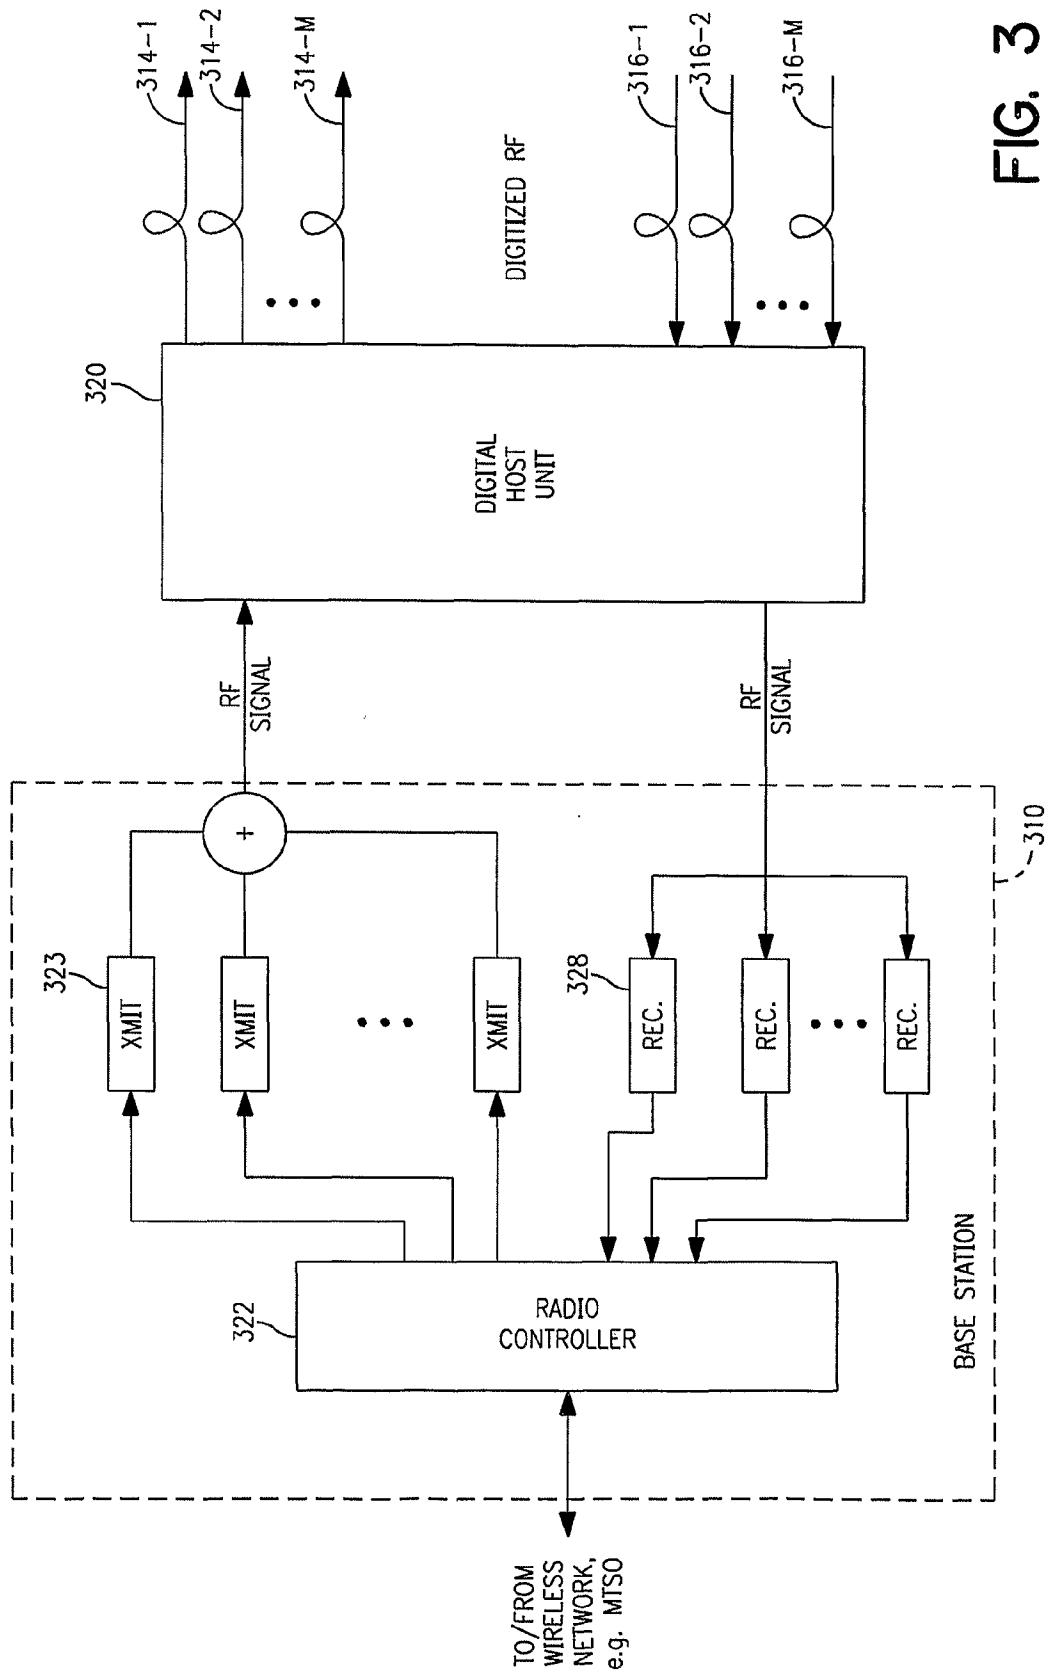 323
XMIT
XMIT
XMIT
+
RF
SIGNAL
320
DIGITAL
HOST
UNIT
314-1
314-2
314-M
DIGITIZED RF
316-1
316-2
316-M
322
RADIO
CONTROLLER
TO/FROM
WIRELESS
NETWORK,
e.g. MTSO
328
REC.
REC.
REC.
RF
SIGNAL
BASE STATION
310
FIG. 3